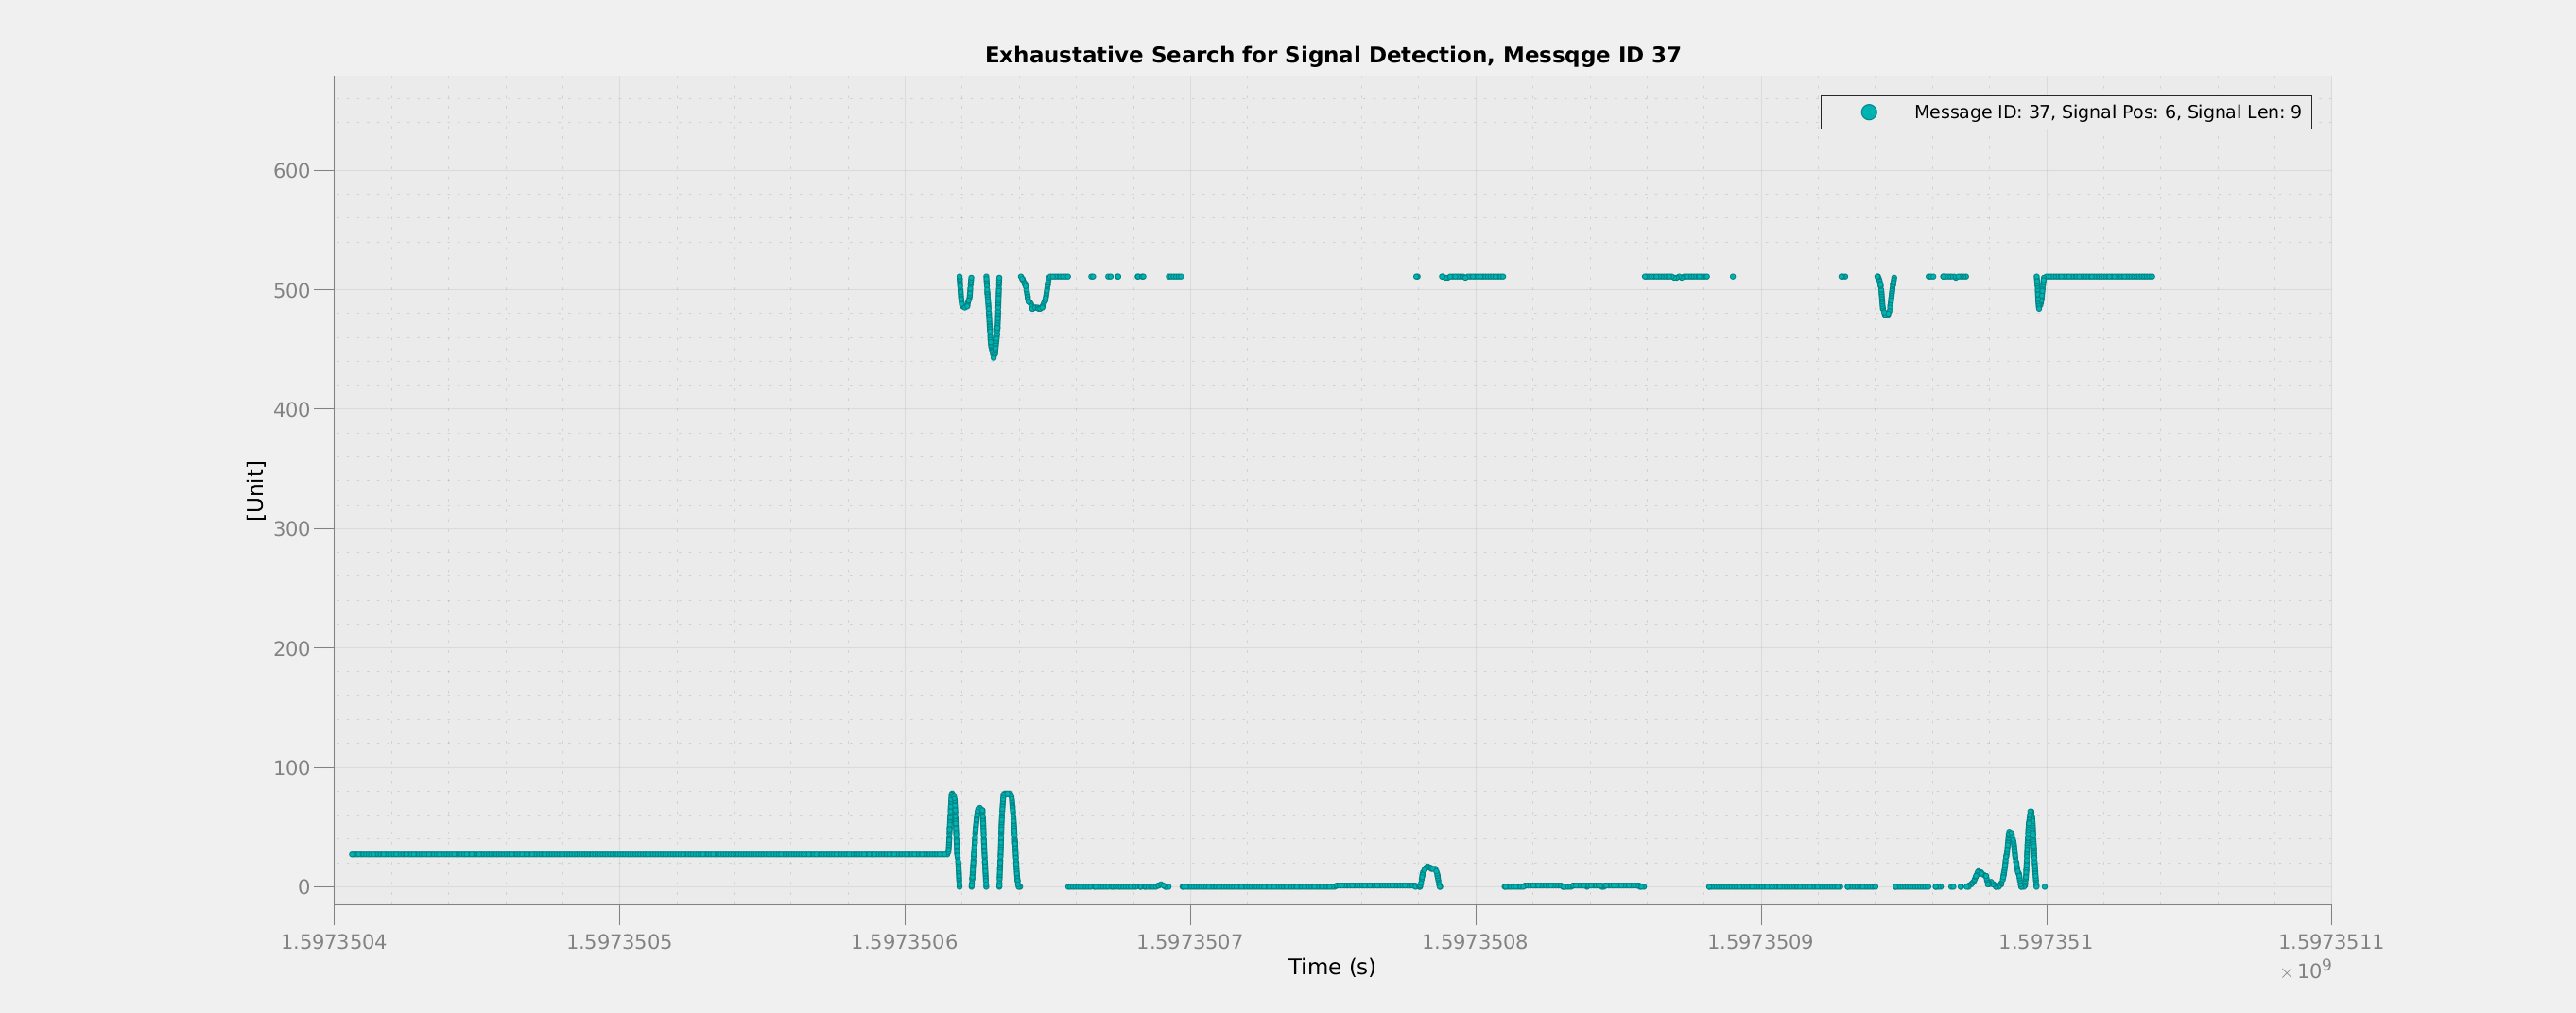 Exhaustative Search for Signal Detection, Messqge ID 37
Message ID: 37, Signal Pos: 6, Signal Len: 9
600
500
400
300
200
100
0
[Unit]
1.5973504 1.5973505 1.5973506 1.5973507 1.5973508 1.5973509 1.597351 1.5973511
Time (s)
×10⁹